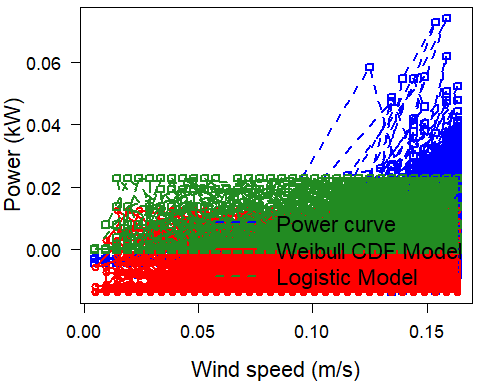 0.06
0.04
0.02
0.00
Power (kW)
Power curve
Weibull CDF Model
Logistic Model
0.00 0.05 0.10 0.15
Wind speed (m/s)